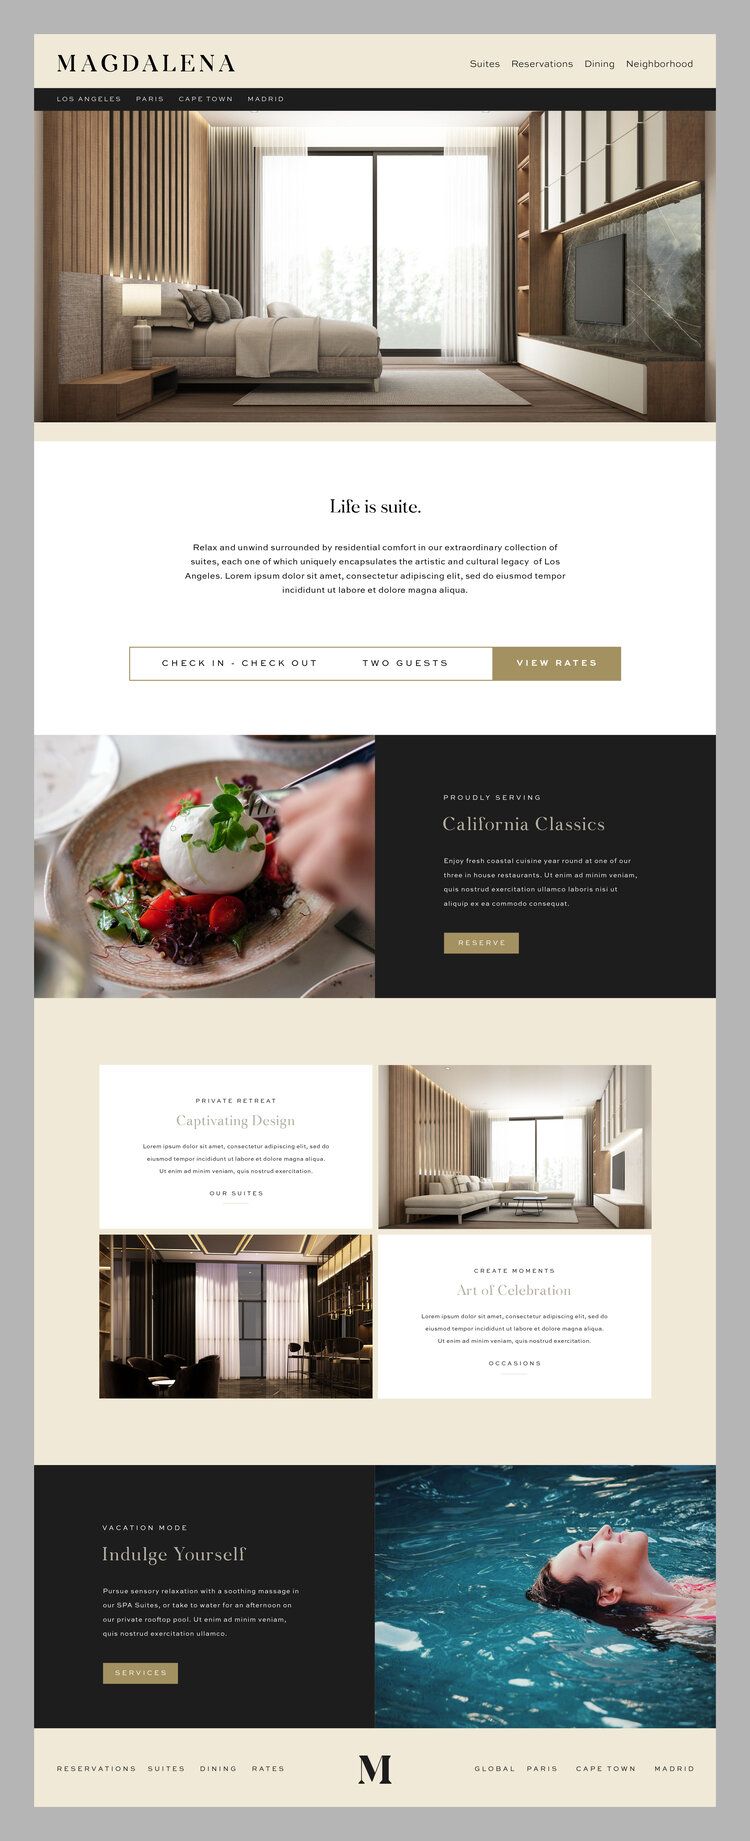 MAGDALENA
Suites Reservations Dining Neighborhood
LOS ANGELES PARIS CAPE TOWN MADRID
Life is suite.
Relax and unwind surrounded by residential comfort in our extraordinary collection of
suites, each one of which uniquely encapsulates the artistic and cultural legacy of Los
Angeles. Lorem ipsum dolor sit amet, consectetur adipiscing elit, sed do eiusmod tempor
incididunt ut labore et dolore magna aliqua.
CHECK IN - CHECK OUT TWO GUESTS VIEW RATES
PROUDLY SERVING
California Classics
Enjoy fresh coastal cuisine year round at one of our
three in house restaurants. Ut enim ad minim veniam,
quis nostrud exercitation ullamco laboris nisi ut
aliquip ex ea commodo consequat.
RESERVE
PRIVATE RETREAT
Captivating Design
Lorem ipsum dolor sit amet, consectetur adipiscing elit, sed do
eiusmod tempor incididunt ut labore et dolore magna aliqua.
Ut enim ad minim veniam, quis nostrud exercitation.
OUR SUITES
CREATE MOMENTS
Art of Celebration
Lorem ipsum dolor sit amet, consectetur adipiscing elit, sed do
eiusmod tempor incididunt ut labore et dolore magna aliqua.
Ut enim ad minim veniam, quis nostrud exercitation.
OCCASIONS
VACATION MODE
Indulge Yourself
Pursue sensory relaxation with a soothing massage in
our SPA Suites, or take to water for an afternoon on
our private rooftop pool. Ut enim ad minim veniam,
quis nostrud exercitation ullamco.
SERVICES
RESERVATIONS SUITES DINING RATES
M
GLOBAL PARIS CAPE TOWN MADRID